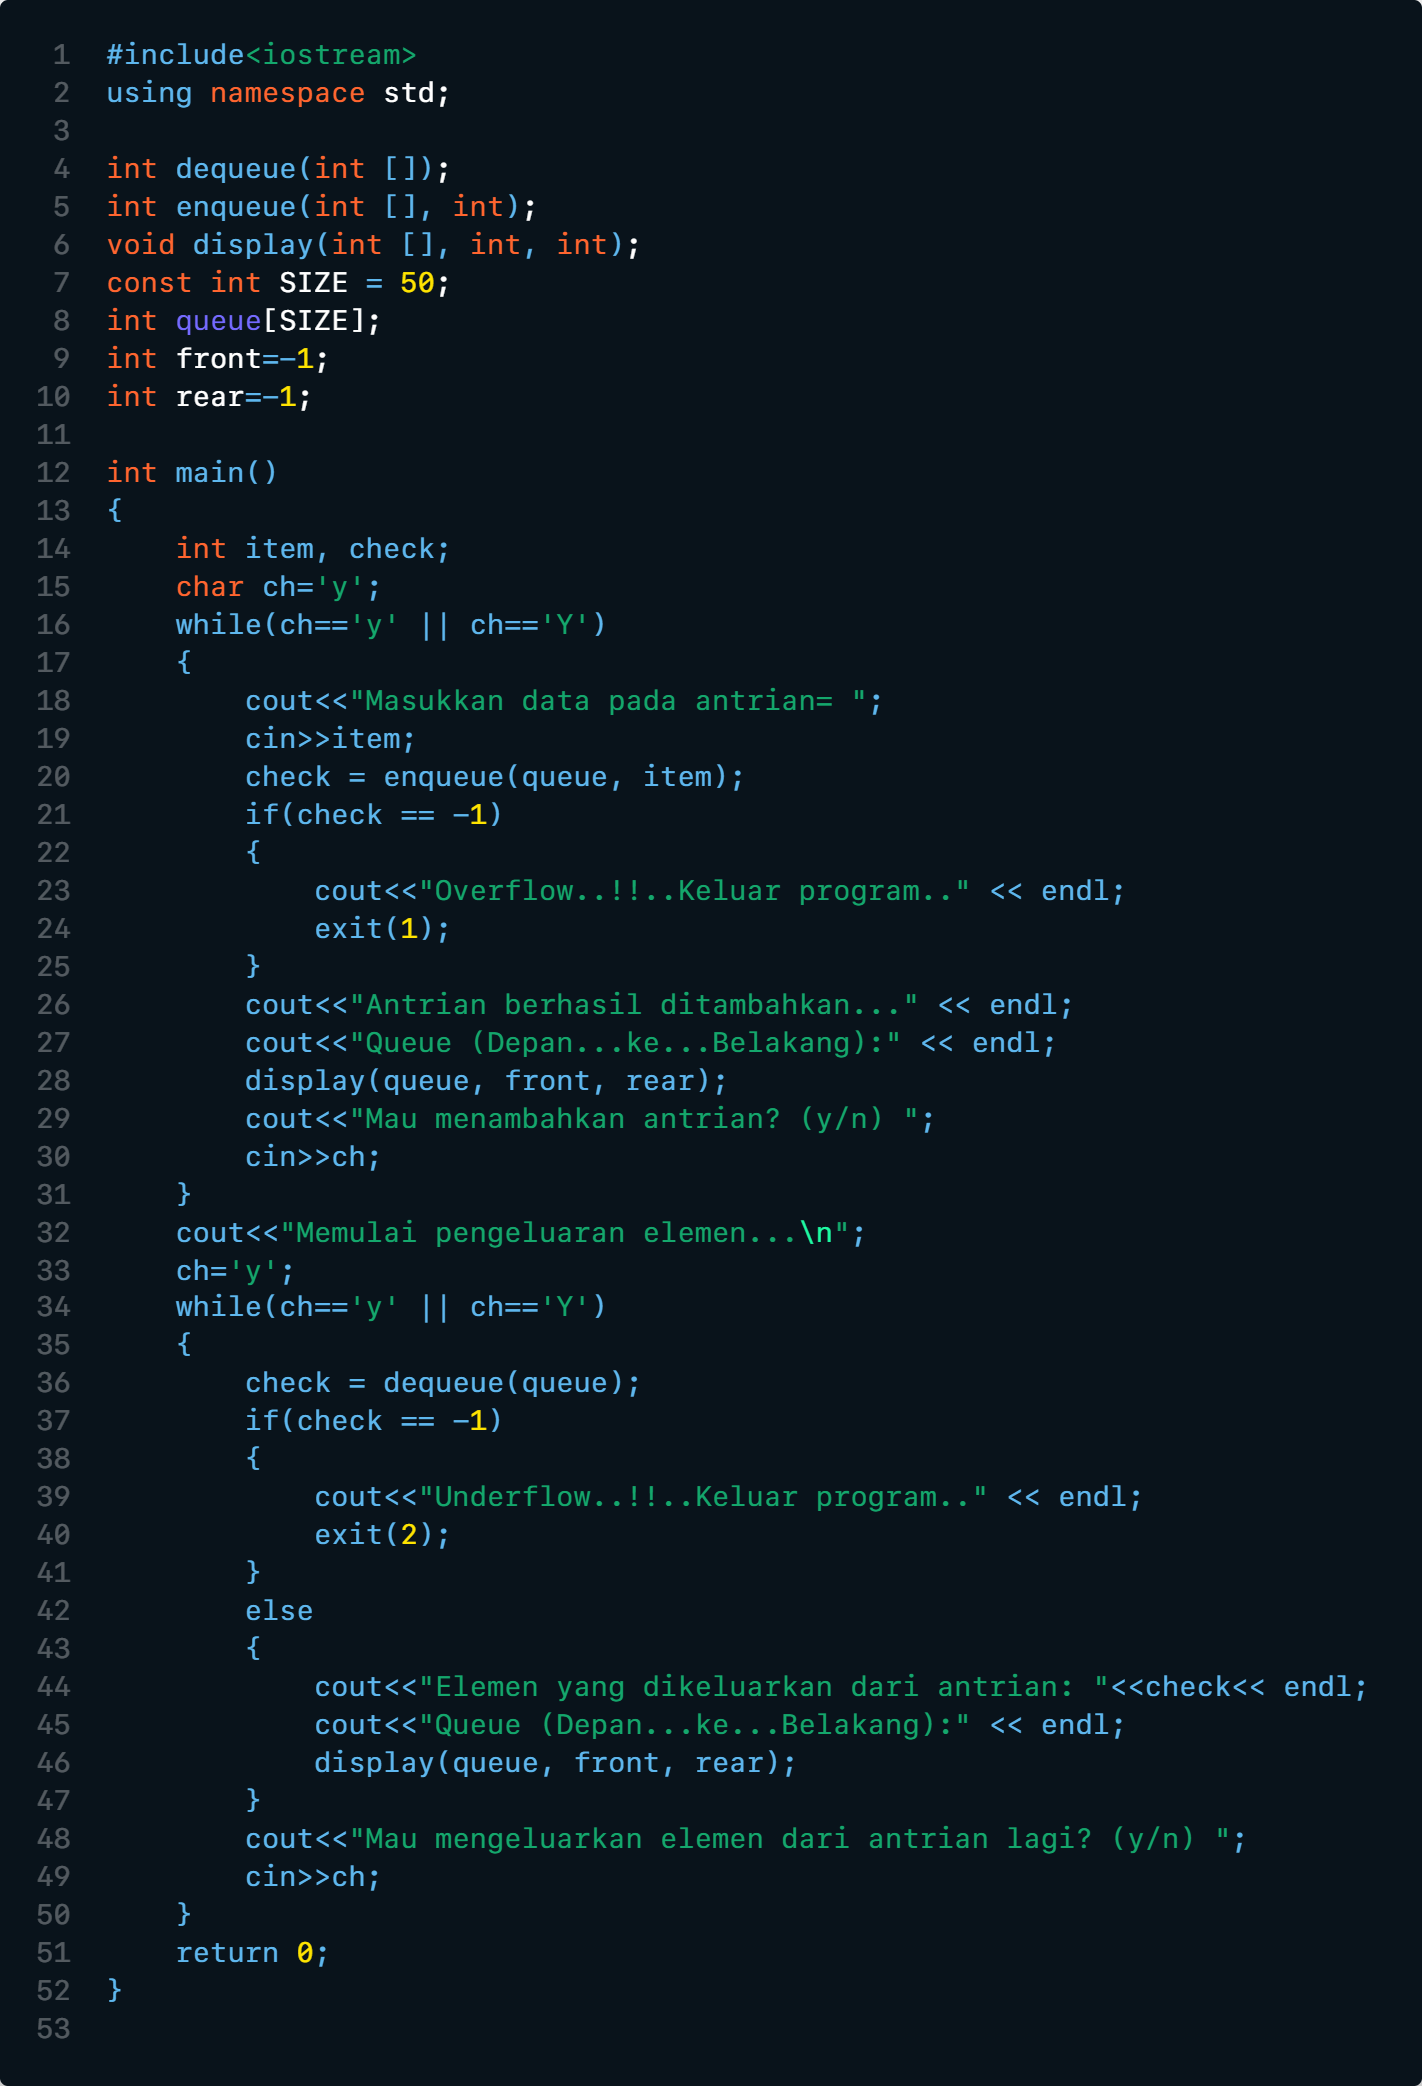 1 #include<iostream>
2 using namespace std;
3
4 int dequeue(int []);
5 int enqueue(int [], int);
6 void display(int [], int, int);
7 const int SIZE = 50;
8 int queue[SIZE];
9 int front=-1;
10 int rear=-1;
11
12 int main()
13 {
14     int item, check;
15     char ch='y';
16     while(ch=='y' || ch=='Y')
17     {
18         cout<<"Masukkan data pada antrian= ";
19         cin>>item;
20         check = enqueue(queue, item);
21         if(check == -1)
22         {
23             cout<<"Overflow..!!..Keluar program.." << endl;
24             exit(1);
25         }
26         cout<<"Antrian berhasil ditambahkan..." << endl;
27         cout<<"Queue (Depan...ke...Belakang):" << endl;
28         display(queue, front, rear);
29         cout<<"Mau menambahkan antrian? (y/n) ";
30         cin>>ch;
31     }
32     cout<<"Memulai pengeluaran elemen...\n";
33     ch='y';
34     while(ch=='y' || ch=='Y')
35     {
36         check = dequeue(queue);
37         if(check == -1)
38         {
39             cout<<"Underflow..!!..Keluar program.." << endl;
40             exit(2);
41         }
42         else
43         {
44             cout<<"Elemen yang dikeluarkan dari antrian: "<<check<< endl;
45             cout<<"Queue (Depan...ke...Belakang):" << endl;
46             display(queue, front, rear);
47         }
48         cout<<"Mau mengeluarkan elemen dari antrian lagi? (y/n) ";
49         cin>>ch;
50     }
51     return 0;
52 }
53